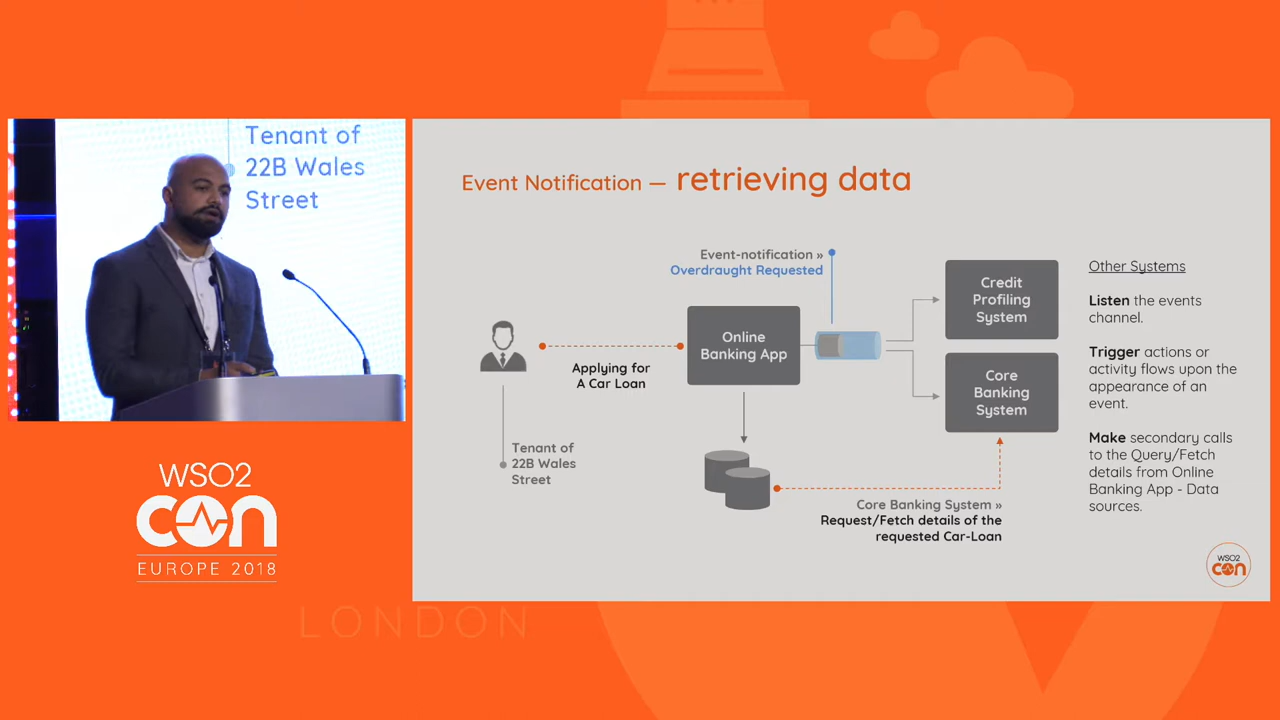 Tenant of
22B Wales
Street
WSO2
CON
EUROPE 2018
LONDON
Event Notification — retrieving data
Event-notification »
Overdraught Requested
Online
Banking App
Applying for
A Car Loan
Tenant of
22B Wales
Street
Credit
Profiling
System
Core
Banking
System
Core Banking System »
Request/Fetch details of the
requested Car-Loan
Other Systems
Listen the events
channel.
Trigger actions or
activity flows upon the
appearance of an
event.
Make secondary calls
to the Query/Fetch
details from Online
Banking App - Data
sources.
WSO2
CON